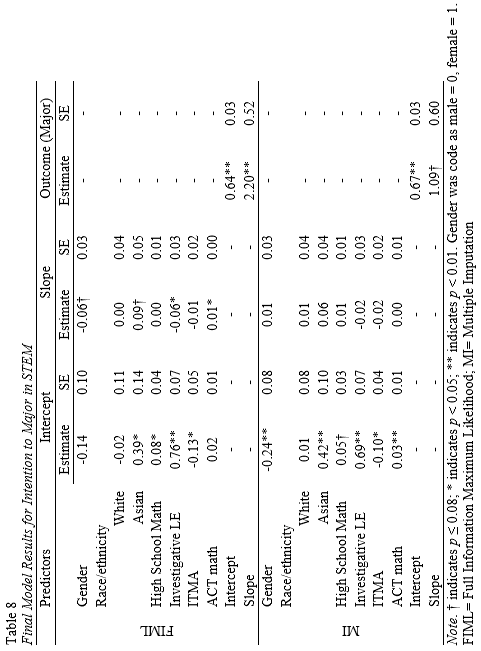 Table 8
Final Model Results for Intention to Major in STEM
Predictors Intercept Slope Outcome (Major)
Estimate SE Estimate SE Estimate SE
FIML
Gender -0.14 0.10 -0.06† 0.03 - -
Race/ethnicity
White -0.02 0.11 0.00 0.04 - -
Asian 0.39* 0.14 0.09† 0.05 - -
High School Math 0.08* 0.04 0.00 0.01 - -
Investigative LE 0.76** 0.07 -0.06* 0.03 - -
ITMA -0.13* 0.05 -0.01 0.02 - -
ACT math 0.02 0.01 0.01* 0.00 - -
Intercept - - - - 0.64** 0.03
Slope - - - - 2.20** 0.52
MI
Gender -0.24** 0.08 0.01 0.03 - -
Race/ethnicity
White 0.01 0.08 0.01 0.04 - -
Asian 0.42** 0.10 0.06 0.04 - -
High School Math 0.05† 0.03 0.01 0.01 - -
Investigative LE 0.69** 0.07 -0.02 0.03 - -
ITMA -0.10* 0.04 -0.02 0.02 - -
ACT math 0.03** 0.01 0.00 0.01 - -
Intercept - - - - 0.67** 0.03
Slope - - - - 1.09† 0.60
Note. † indicates p ≤ 0.08; * indicates p < 0.05; ** indicates p < 0.01. Gender was code as male = 0, female = 1.
FIML= Full Information Maximum Likelihood; MI= Multiple Imputation